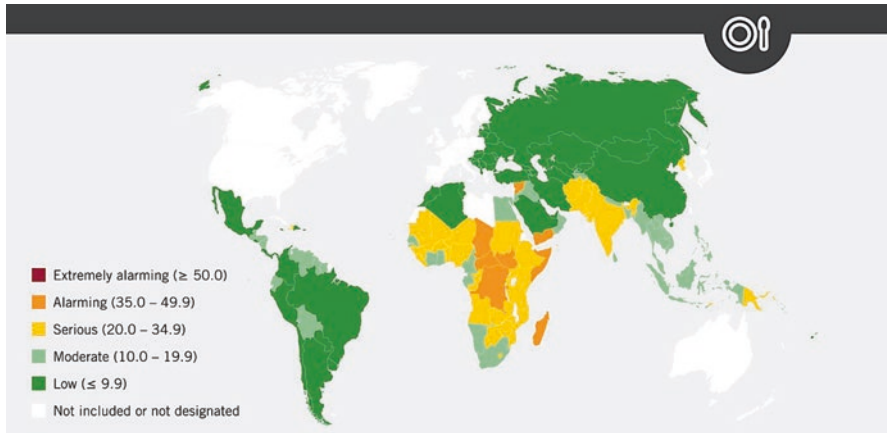 Extremely alarming (≥ 50.0)
Alarming (35.0 – 49.9)
Serious (20.0 – 34.9)
Moderate (10.0 – 19.9)
Low (≤ 9.9)
Not included or not designated